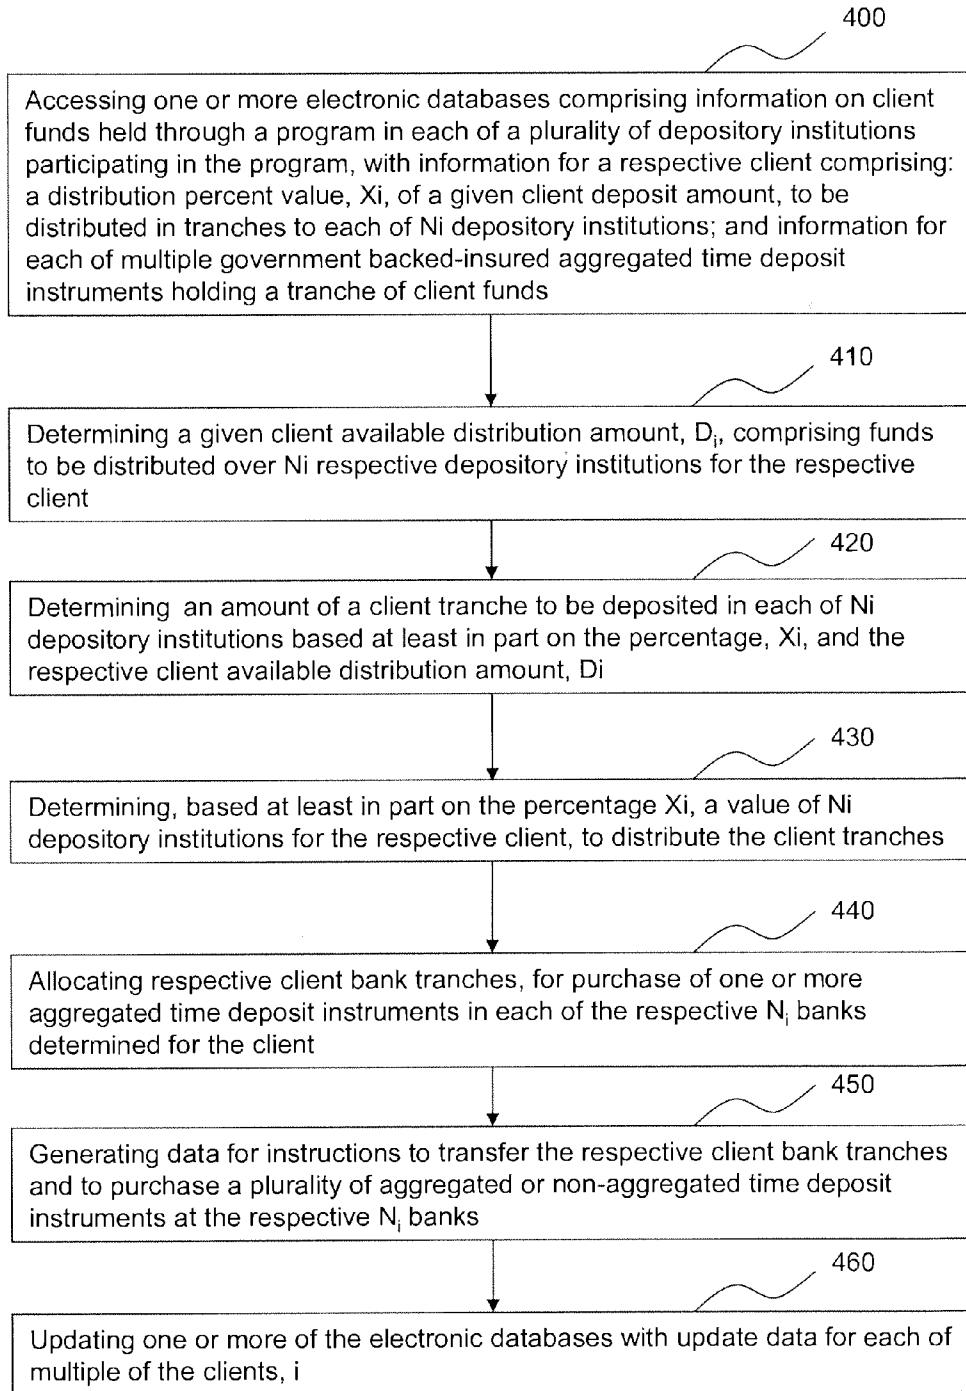 400
Accessing one or more electronic databases comprising information on client
funds held through a program in each of a plurality of depository institutions
participating in the program, with information for a respective client comprising:
a distribution percent value, Xi, of a given client deposit amount, to be
distributed in tranches to each of Ni depository institutions; and information for
each of multiple government backed-insured aggregated time deposit
instruments holding a tranche of client funds
410
Determining a given client available distribution amount, Di, comprising funds
to be distributed over Ni respective depository institutions for the respective
client
420
Determining an amount of a client tranche to be deposited in each of Ni
depository institutions based at least in part on the percentage, Xi, and the
respective client available distribution amount, Di
430
Determining, based at least in part on the percentage Xi, a value of Ni
depository institutions for the respective client, to distribute the client tranches
440
Allocating respective client bank tranches, for purchase of one or more
aggregated time deposit instruments in each of the respective Ni banks
determined for the client
450
Generating data for instructions to transfer the respective client bank tranches
and to purchase a plurality of aggregated or non-aggregated time deposit
instruments at the respective Ni banks
460
Updating one or more of the electronic databases with update data for each of
multiple of the clients, i